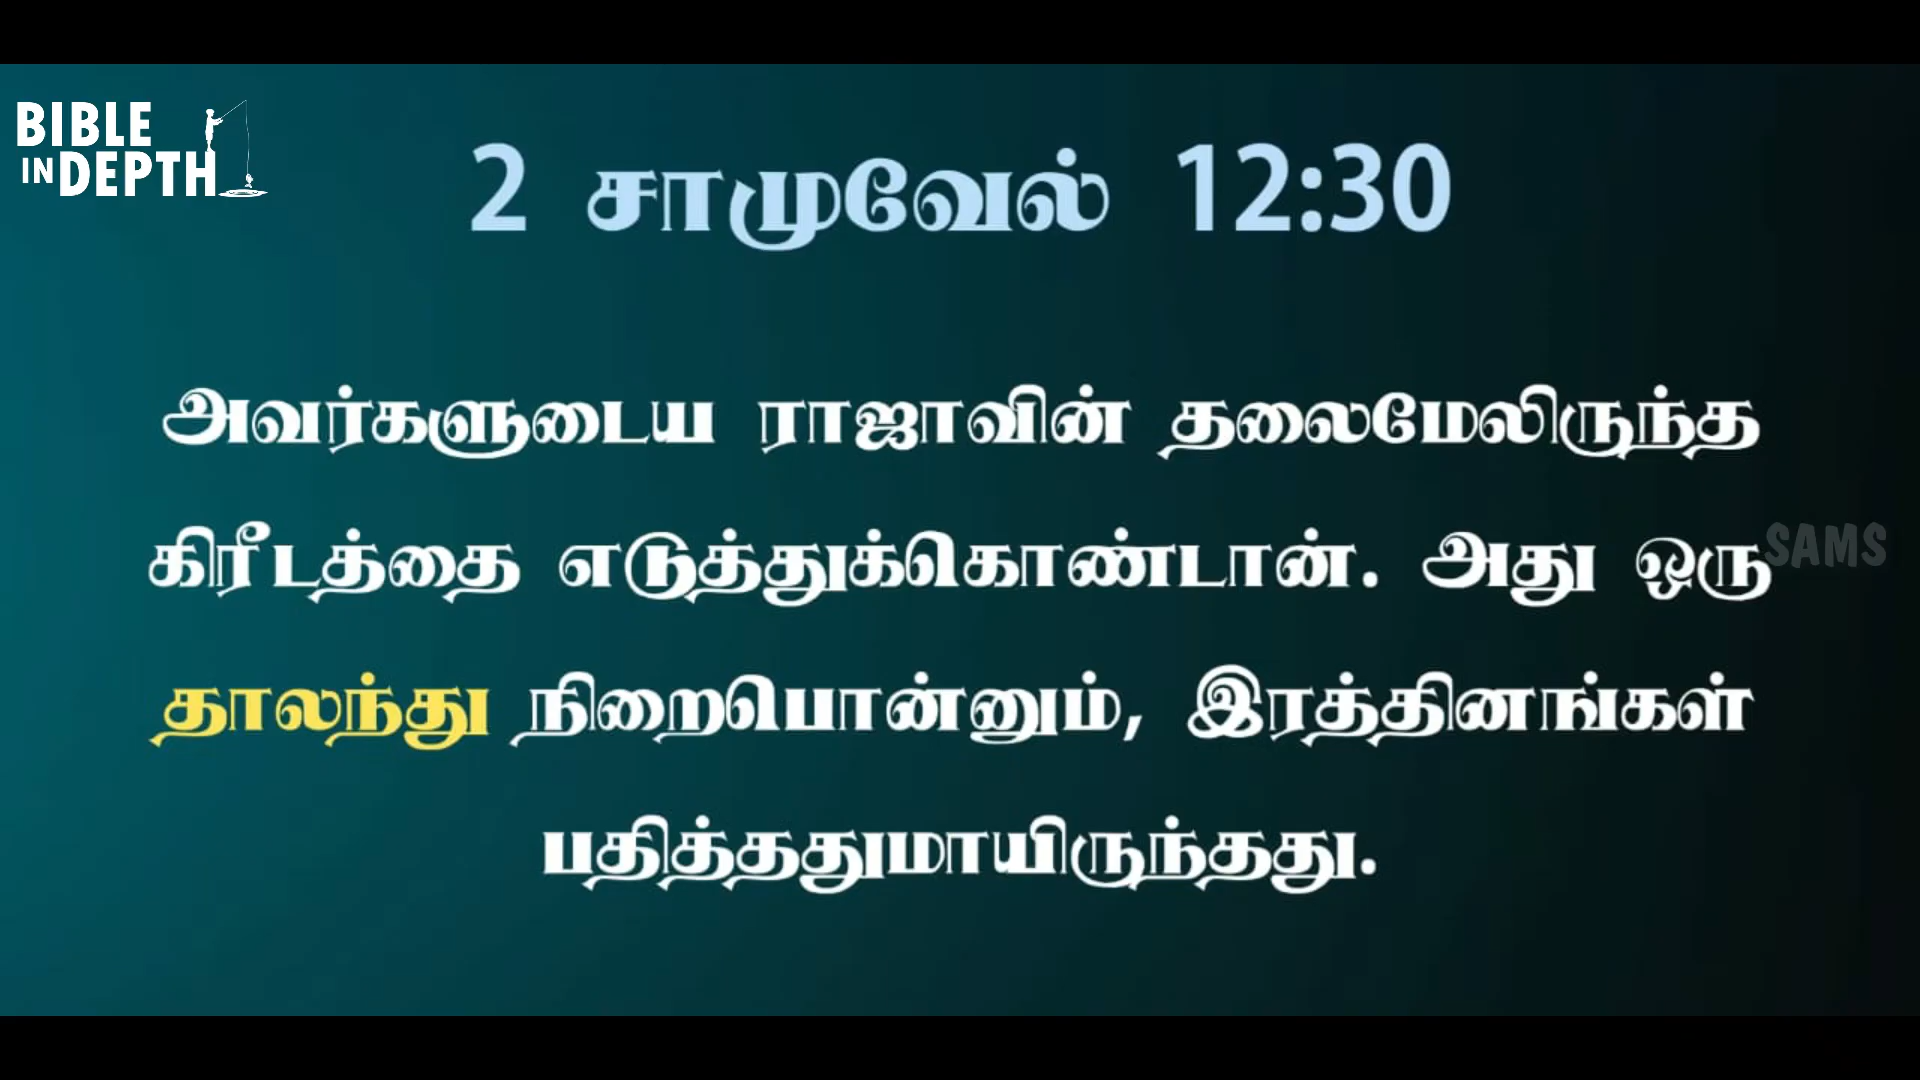 BIBLE
IN DEPTH
2 சாமுவேல் 12:30
அவர்களுடைய ராஜாவின் தலைமேலிருந்த
கிரீடத்தை எடுத்துக்கொண்டான். அது ஒரு
SAMS
தாலந்து நிறைபொன்னும், இரத்தினங்கள்
பதித்ததுமாயிருந்தது.